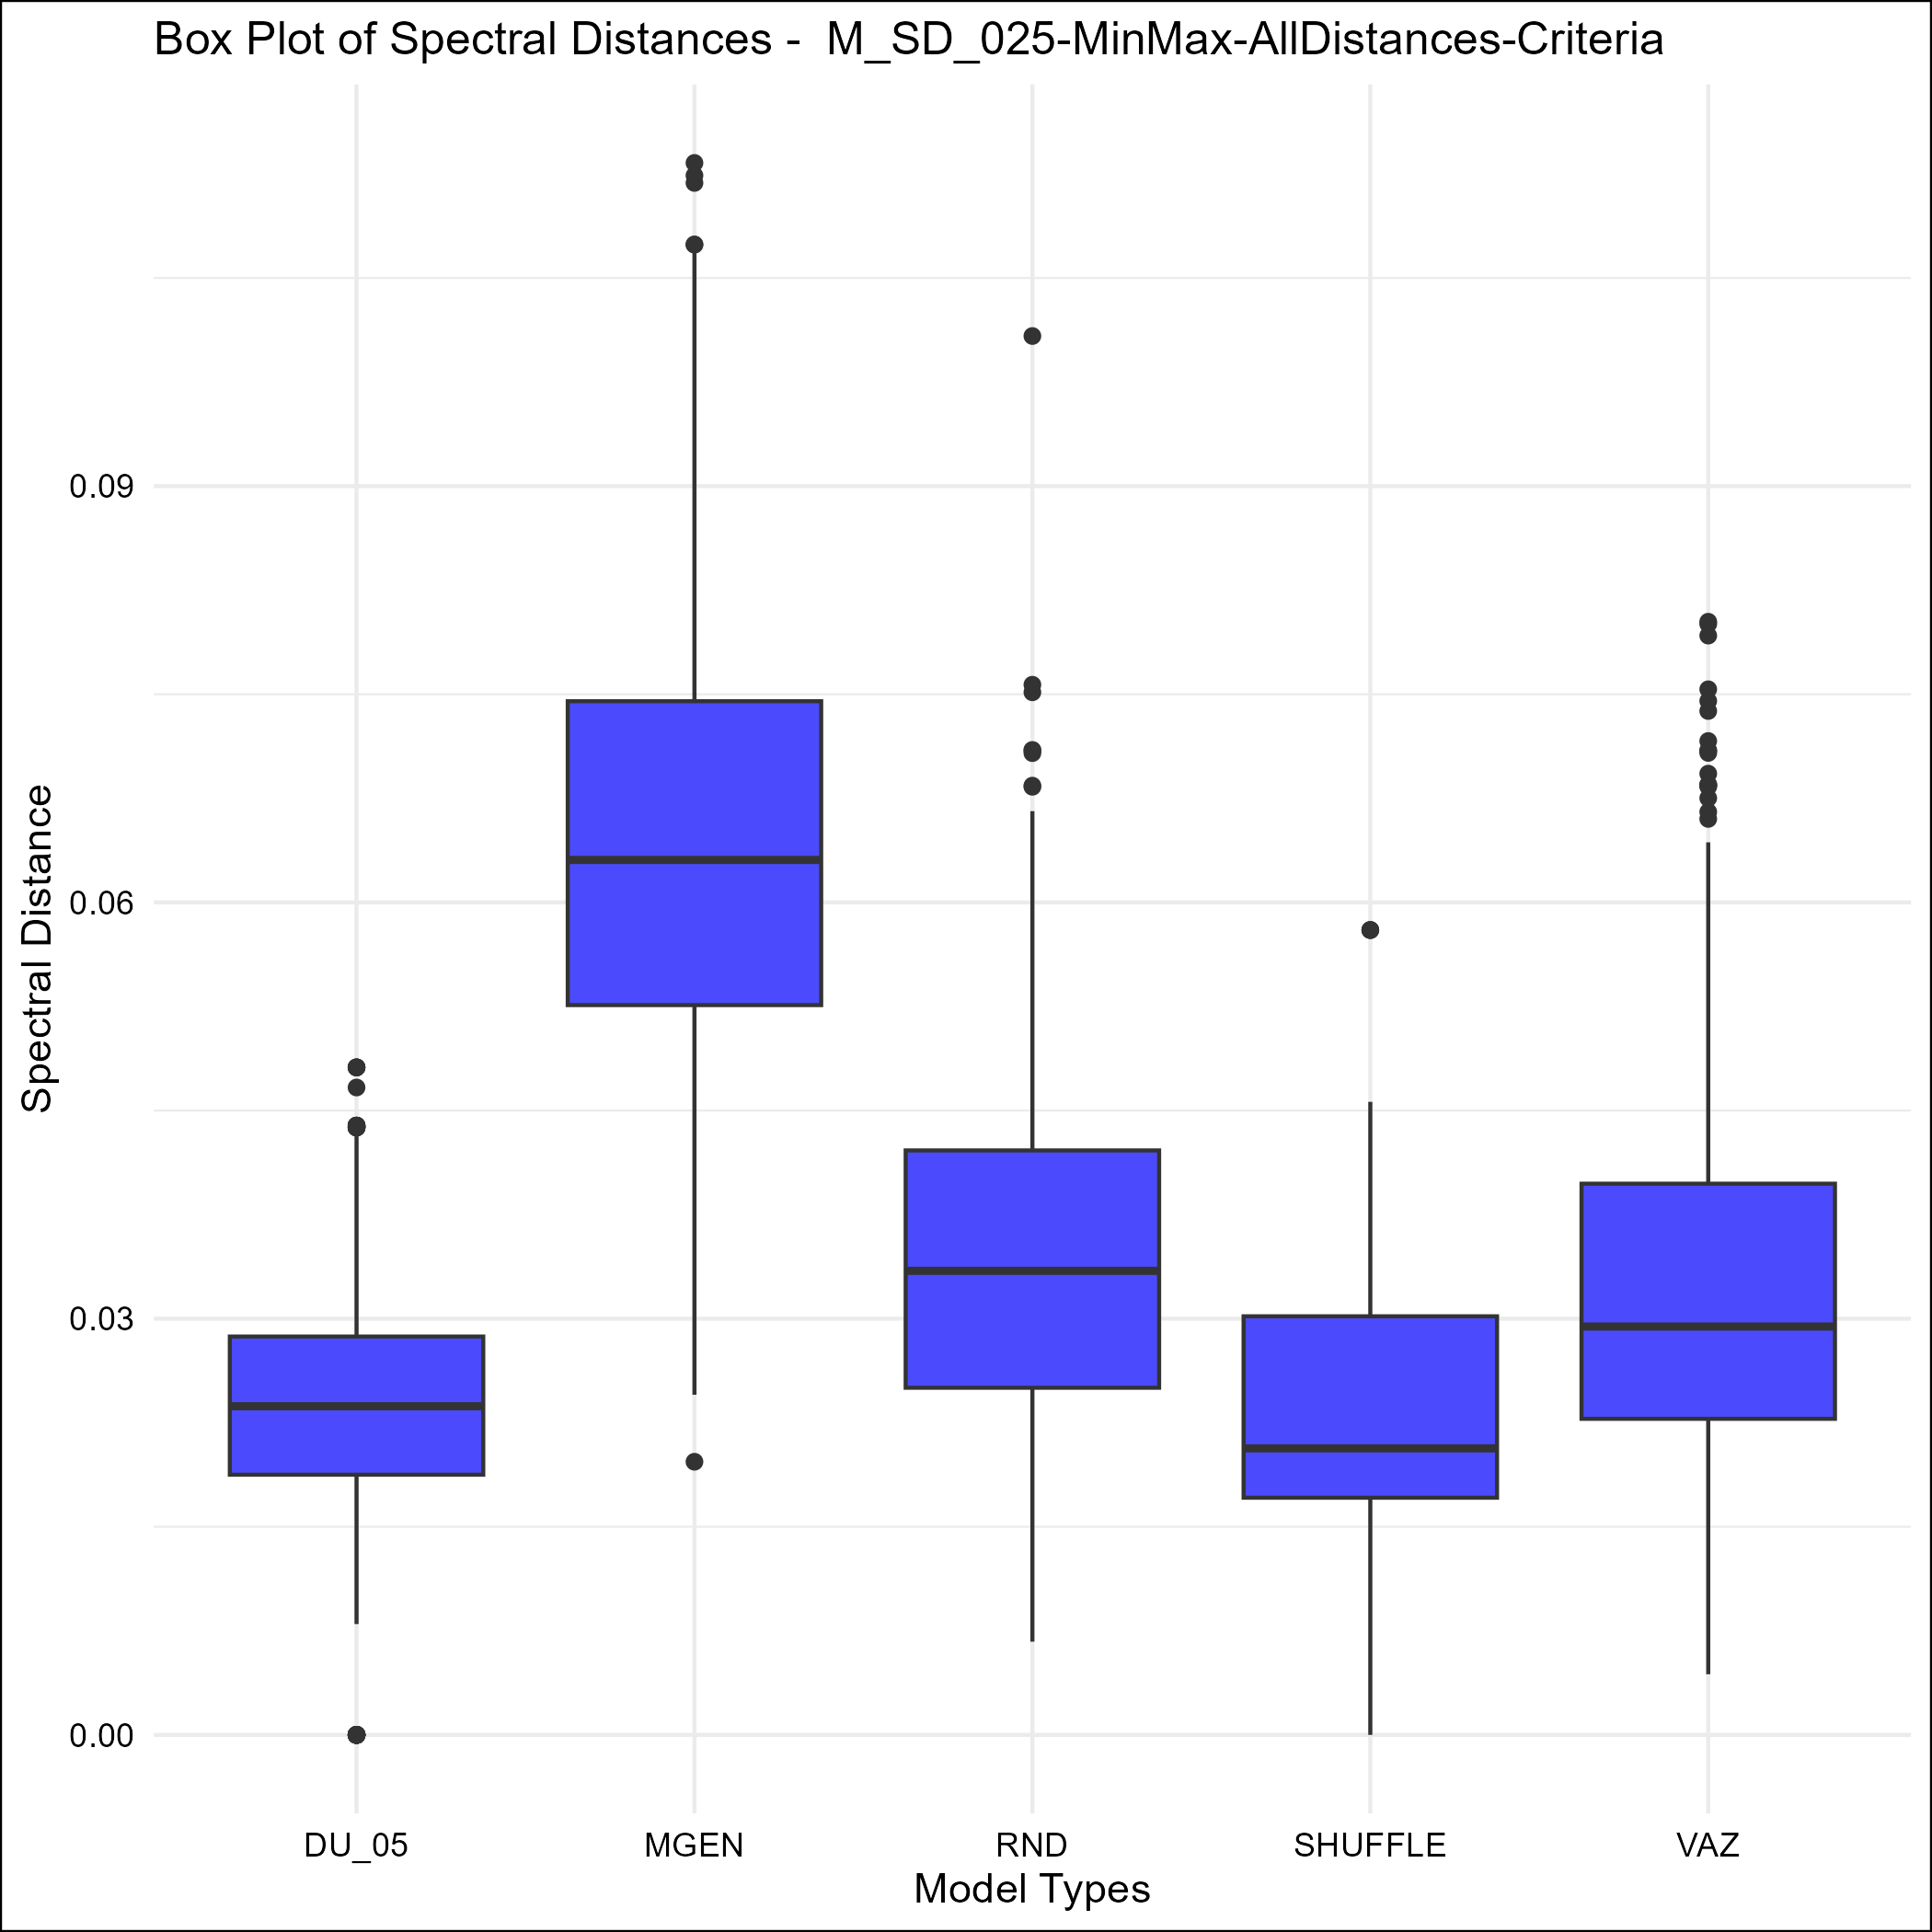 Box Plot of Spectral Distances -  M_SD_025-MinMax-AllDistances-Criteria
Spectral Distance
0.09
0.06
0.03
0.00
DU_05 MGEN RND SHUFFLE VAZ
Model Types